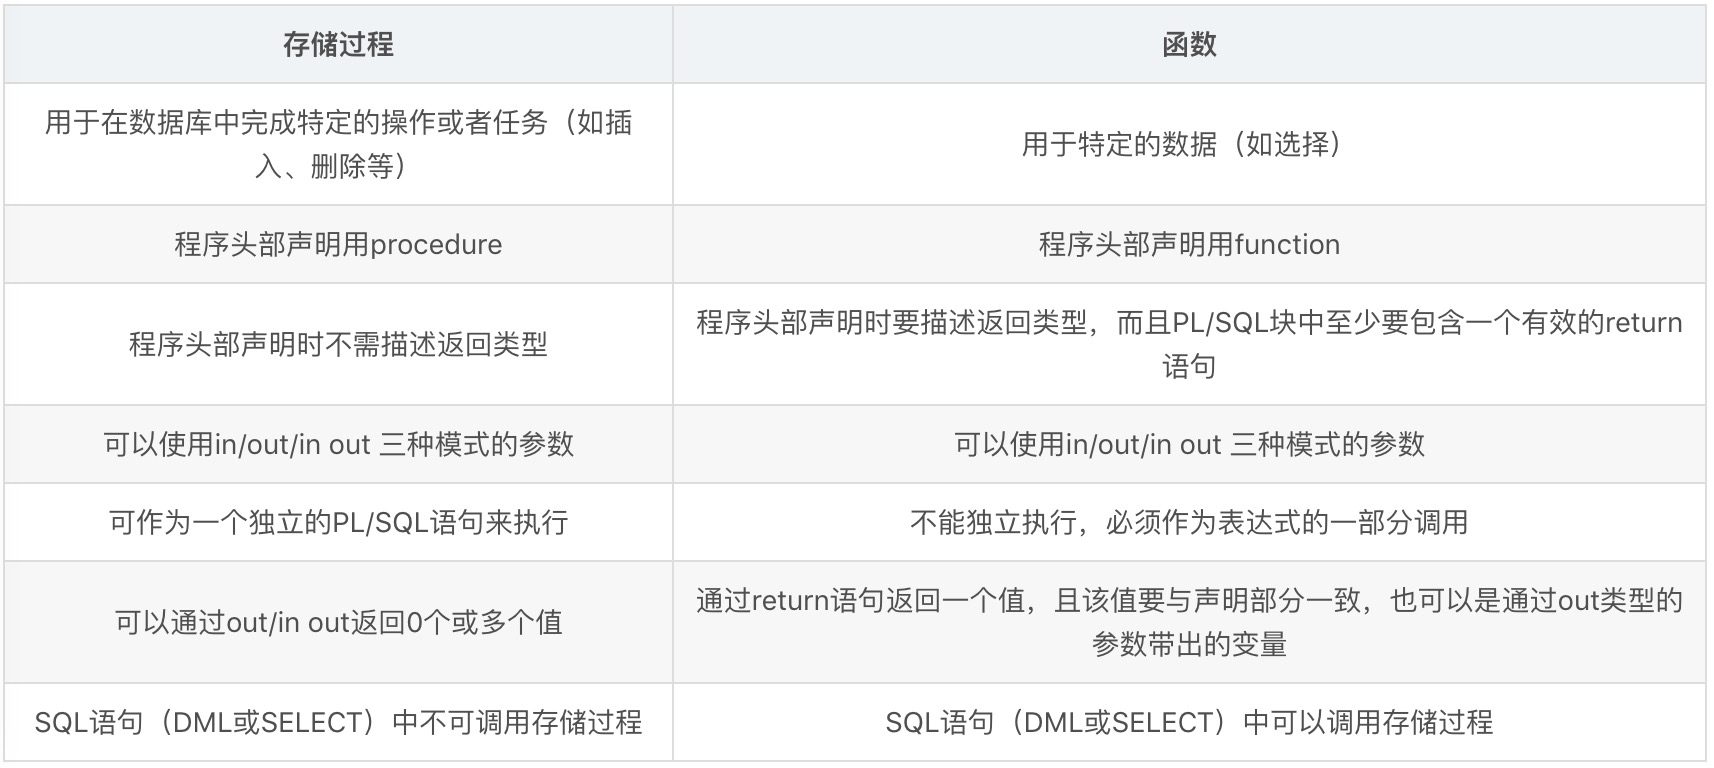 存储过程
函数
用于在数据库中完成特定的操作或者任务（如插
入、删除等）
用于特定的数据（如选择）
程序头部声明用procedure
程序头部声明用function
程序头部声明时不需描述返回类型
程序头部声明时要描述返回类型，而且PL/SQL块中至少要包含一个有效的return
语句
可以使用in/out/in out 三种模式的参数
可以使用in/out/in out 三种模式的参数
可作为一个独立的PL/SQL语句来执行
不能独立执行，必须作为表达式的一部分调用
可以通过out/in out返回0个或多个值
通过return语句返回一个值，且该值要与声明部分一致，也可以是通过out类型的
参数带出的变量
SQL语句（DML或SELECT）中不可调用存储过程
SQL语句（DML或SELECT）中可以调用存储过程